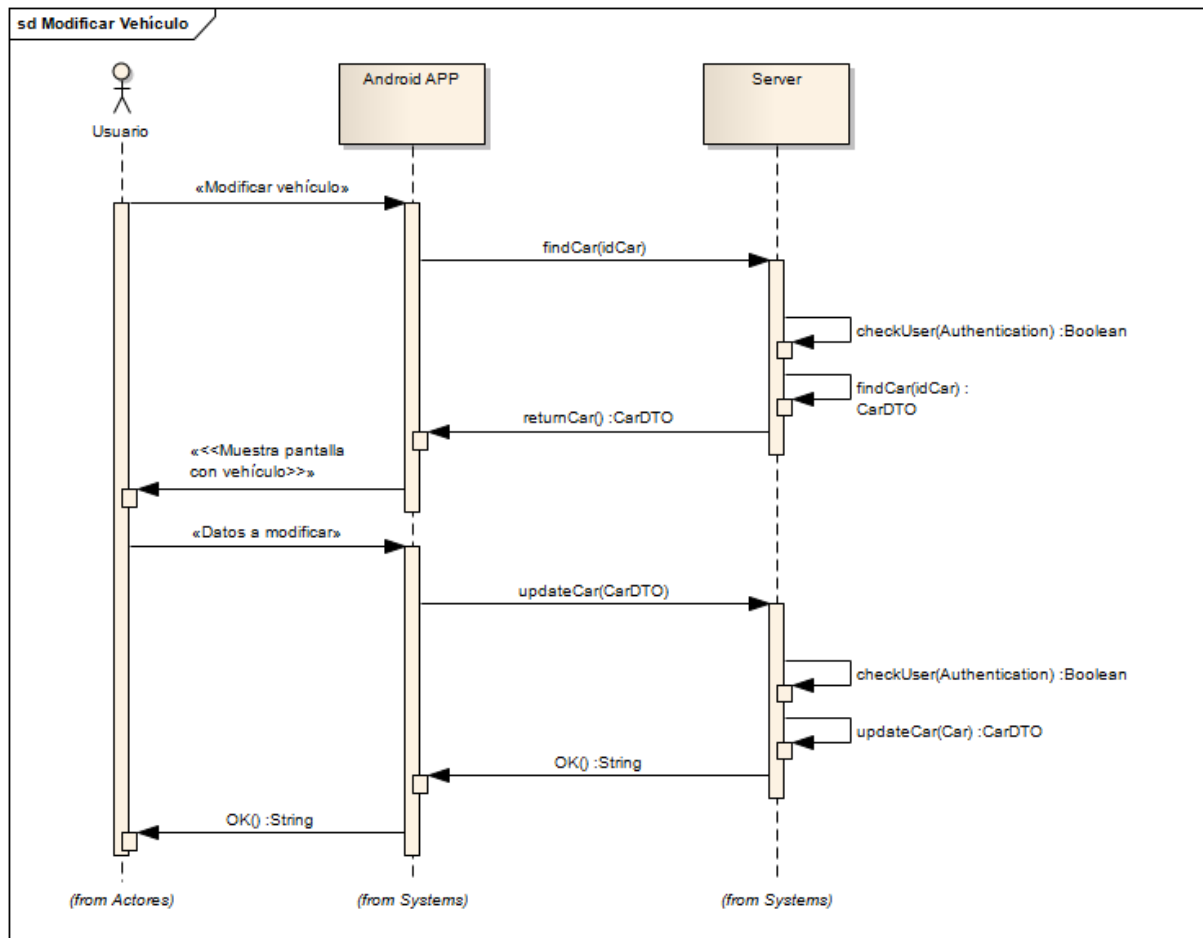 sd Modificar Vehículo
Android APP
Server
Usuario
«Modificar vehículo»
findCar(idCar)
checkUser(Authentication) :Boolean
findCar(idCar) :
CarDTO
returnCar() :CarDTO
«<<Muestra pantalla
con vehículo>>»
«Datos a modificar»
updateCar(CarDTO)
checkUser(Authentication) :Boolean
updateCar(Car) :CarDTO
OK() :String
OK() :String
(from Actores)
(from Systems)
(from Systems)